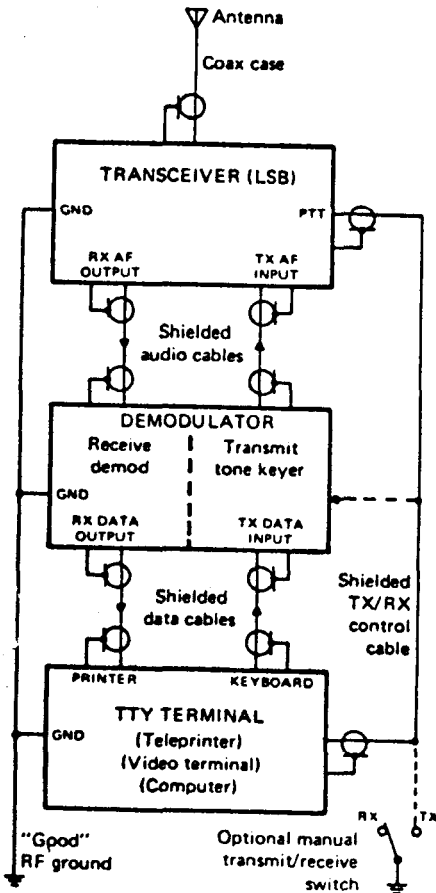 Antenna
Coax case
TRANSCEIVER (LSB)
GND
PTT
RX AF
OUTPUT
TX AF
INPUT
Shielded
audio cables
DEMODULATOR
Receive
demod
Transmit
tone keyer
GND
RX DATA
OUTPUT
TX DATA
INPUT
Shielded
data cables
Shielded
TX/RX
control
cable
PRINTER
KEYBOARD
TTY TERMINAL
GND
(Teleprinter)
(Video terminal)
(Computer)
"Good"
RF ground
Optional manual
transmit/receive
switch
RX
TX